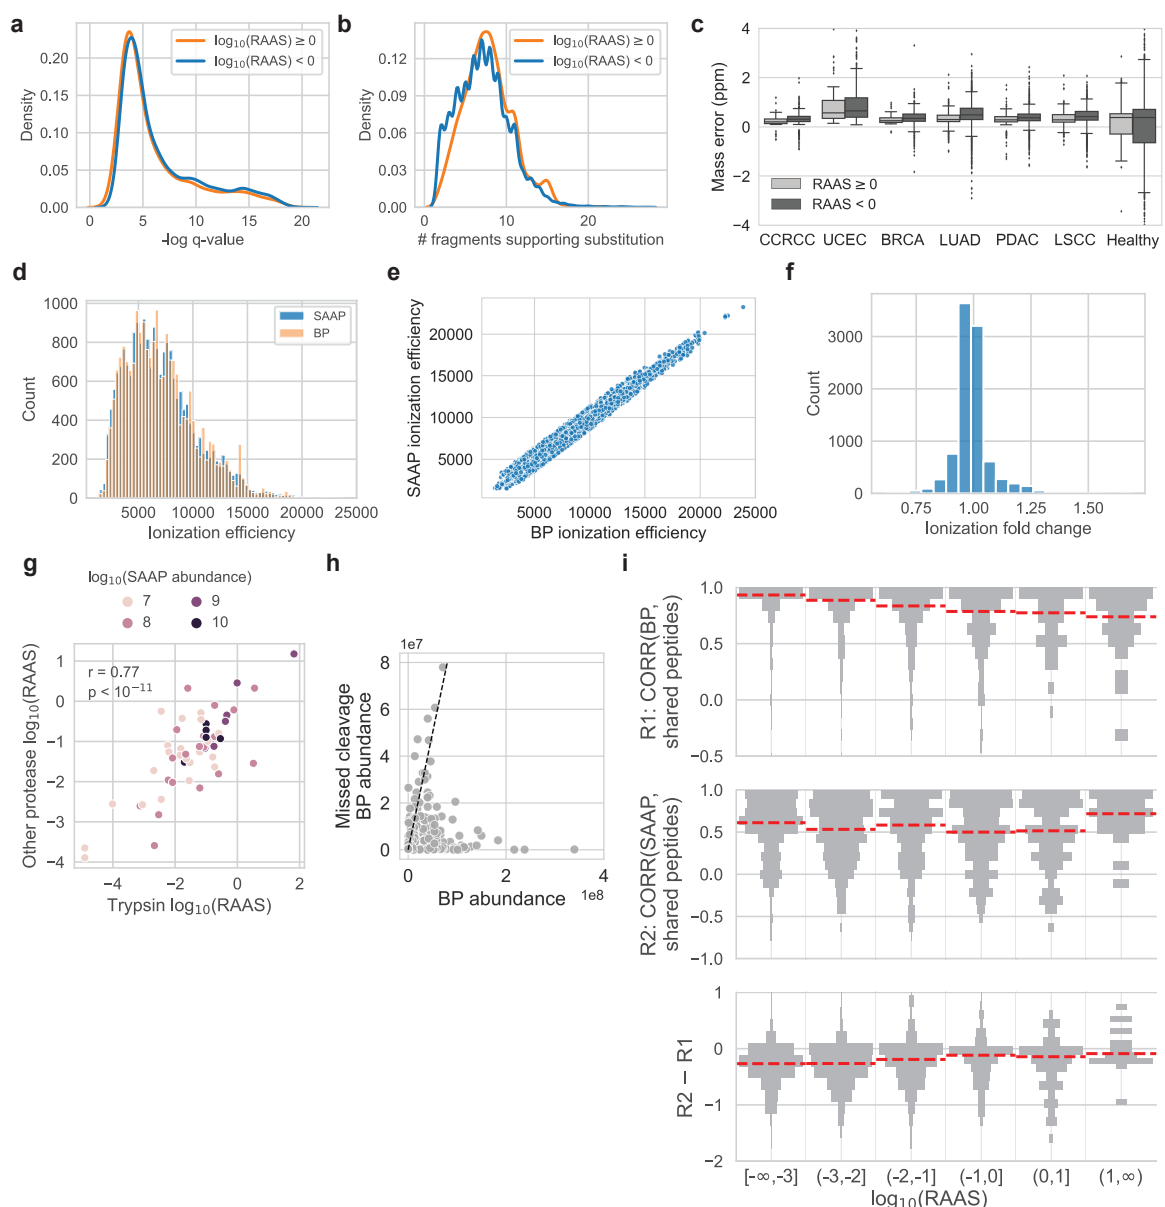 a
log10(RAAS) ≥ 0
log10(RAAS) < 0
Density
0.20
0.15
0.10
0.05
0.00
0 5 10 15 20
-log q-value
b
log10(RAAS) ≥ 0
log10(RAAS) < 0
Density
0.12
0.09
0.06
0.03
0.00
0 10 20
# fragments supporting substitution
c
Mass error (ppm)
4
2
0
−2
−4
RAAS ≥ 0
RAAS < 0
CCRCC UCEC BRCA LUAD PDAC LSCC Healthy
d
SAAP
BP
Count
1000
800
600
400
200
0
5000 10000 15000 20000 25000
Ionization efficiency
e
SAAP ionization efficiency
20000
15000
10000
5000
5000 10000 15000 20000 25000
BP ionization efficiency
f
Count
3000
2000
1000
0
0.75 1.00 1.25 1.50
Ionization fold change
g
log10(SAAP abundance)
7 9
8 10
r = 0.77
p < 10−11
Other protease log10(RAAS)
1
0
−1
−2
−3
−4
−4 −2 0 2
Trypsin log10(RAAS)
h
1e7
Missed cleavage
BP abundance
8
6
4
2
0
0 2 4
1e8
BP abundance
i
R1: CORR(BP,
shared peptides)
1.0
0.5
0.0
−0.5
R2: CORR(SAAP,
shared peptides)
1.0
0.5
0.0
−0.5
−1.0
R2 − R1
1
0
−1
−2
[-∞,-3] (-3,-2] (-2,-1] (-1,0] (0,1] (1,∞)
log10(RAAS)